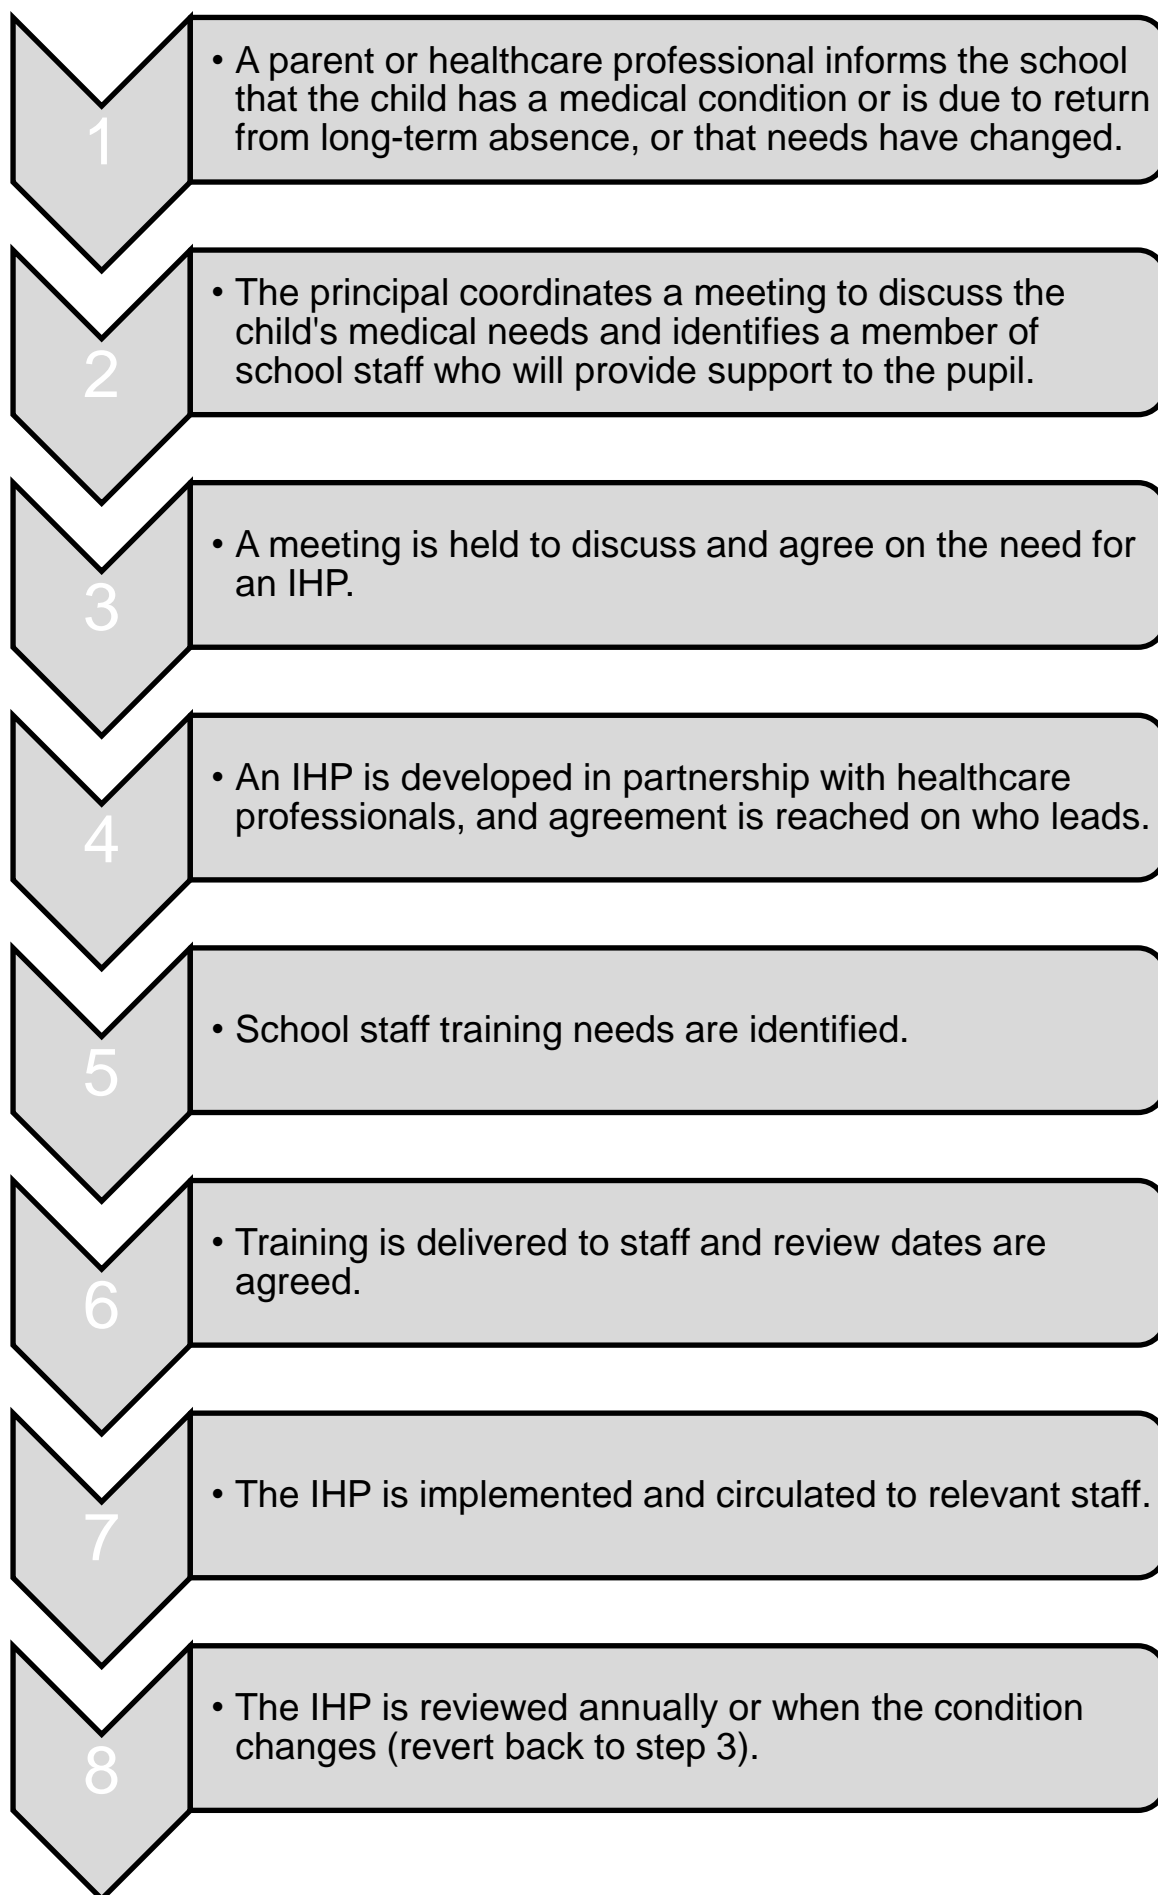 1
• A parent or healthcare professional informs the school
that the child has a medical condition or is due to return
from long-term absence, or that needs have changed.
2
• The principal coordinates a meeting to discuss the
child's medical needs and identifies a member of
school staff who will provide support to the pupil.
3
• A meeting is held to discuss and agree on the need for
an IHP.
4
• An IHP is developed in partnership with healthcare
professionals, and agreement is reached on who leads.
5
• School staff training needs are identified.
6
• Training is delivered to staff and review dates are
agreed.
7
• The IHP is implemented and circulated to relevant staff.
8
• The IHP is reviewed annually or when the condition
changes (revert back to step 3).